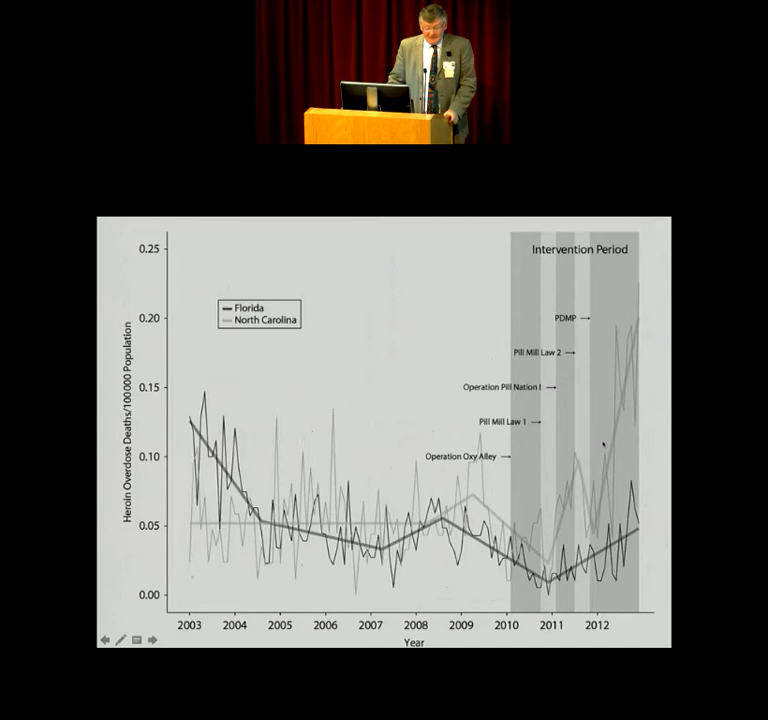 Intervention Period
0.25
Florida
North Carolina
0.20
PDMP
Pill Mill Law 2
0.15
Operation Pill Nation I
Pill Mill Law 1
0.10
Operation Oxy Alley
0.05
0.00
Heroin Overdose Deaths/100 000 Population
2003 2004 2005 2006 2007 2008 2009 2010 2011 2012
Year